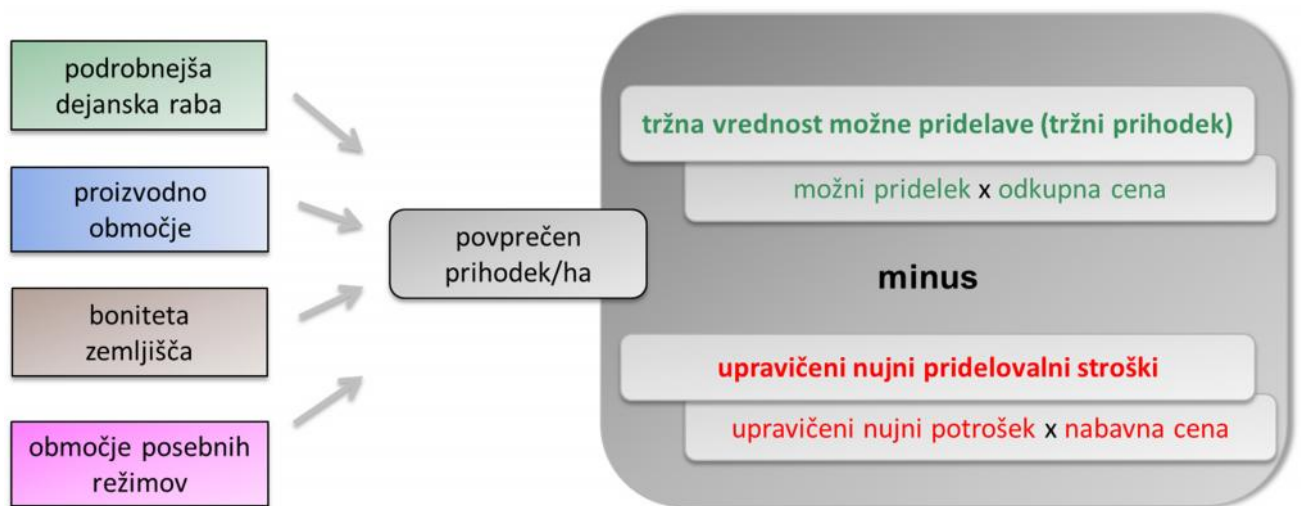 podrobnejša
dejanska raba
proizvodno
območje
boniteta
zemljišča
območje posebnih
režimov
povprečen
prihodek/ha
tržna vrednost možne pridelave (tržni prihodek)
možni pridelek x odkupna cena
minus
upravičeni nujni pridelovalni stroški
upravičeni nujni potrošek x nabavna cena